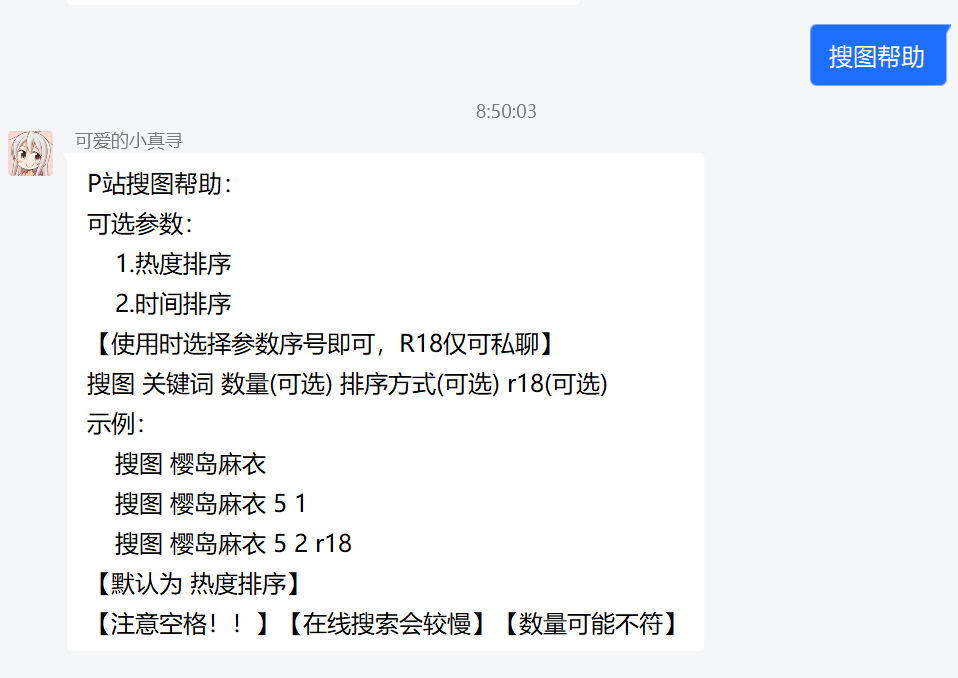 搜图帮助
8:50:03
可爱的小真寻
P站搜图帮助：
可选参数：
1.热度排序
2.时间排序
【使用时选择参数序号即可，R18仅可私聊】
搜图 关键词 数量(可选) 排序方式(可选) r18(可选)
示例：
搜图 樱岛麻衣
搜图 樱岛麻衣 5 1
搜图 樱岛麻衣 5 2 r18
【默认为 热度排序】
【注意空格！！】【在线搜索会较慢】【数量可能不符】